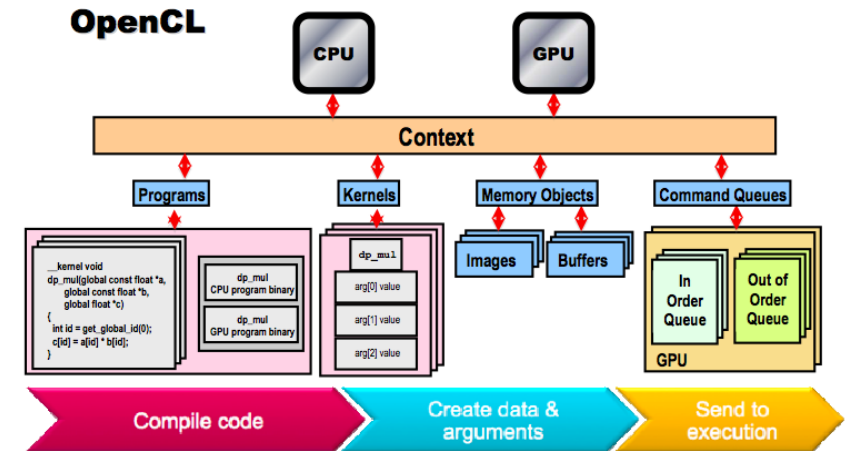 OpenCL
CPU
GPU
Context
Programs
Kernels
Memory Objects
Command Queues
__kernel void
dp_mul(global const float *a,
global const float *b,
global float *c)
{
int id = get_global_id(0);
c[id] = a[id] * b[id];
}
dp_mul
CPU program binary
dp_mul
GPU program binary
dp_mul
arg[0] value
arg[1] value
arg[2] value
Images
Buffers
In
Order
Queue
Out of
Order
Queue
GPU
Compile code
Create data &
arguments
Send to
execution